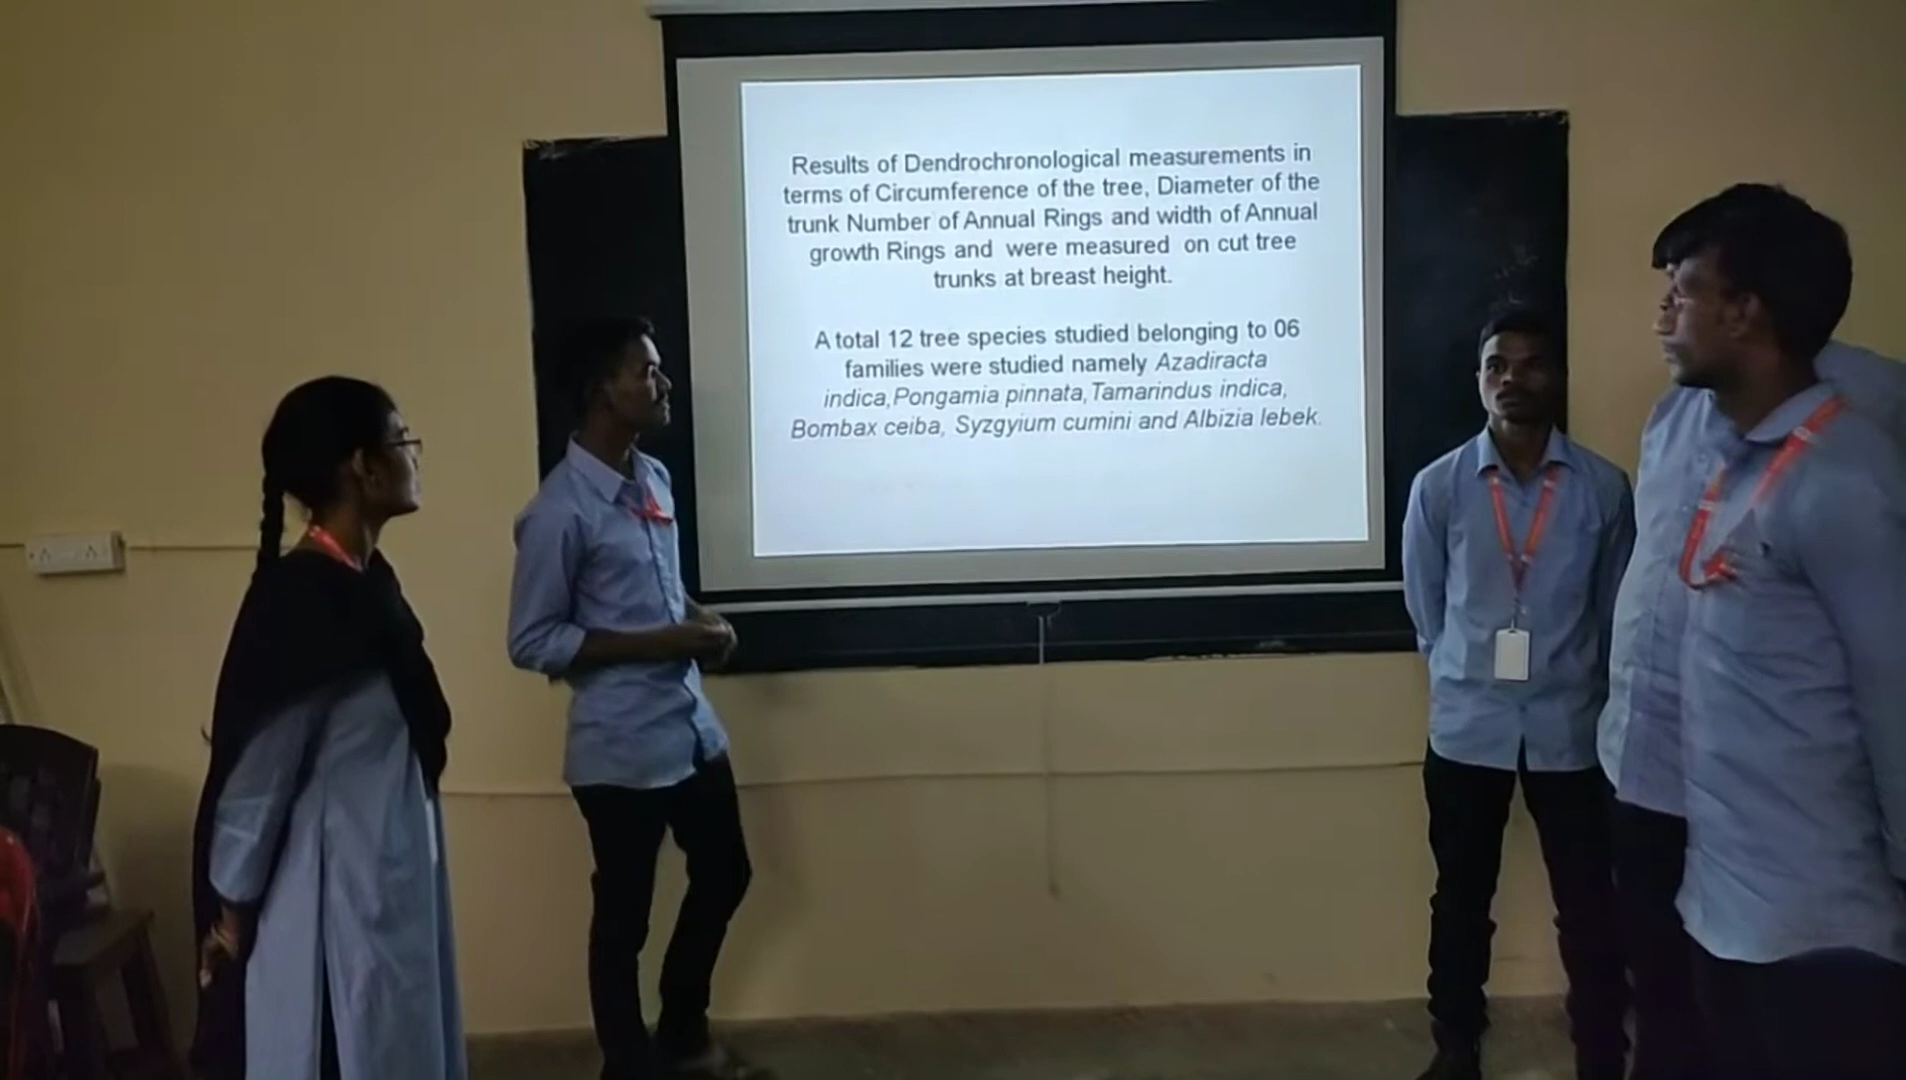 Results of Dendrochronological measurements in
terms of Circumference of the tree, Diameter of the
trunk Number of Annual Rings and width of Annual
growth Rings and were measured on cut tree
trunks at breast height.
A total 12 tree species studied belonging to 06
families were studied namely Azadiracta
indica,Pongamia pinnata,Tamarindus indica,
Bombax ceiba, Syzgyium cumini and Albizia lebek.